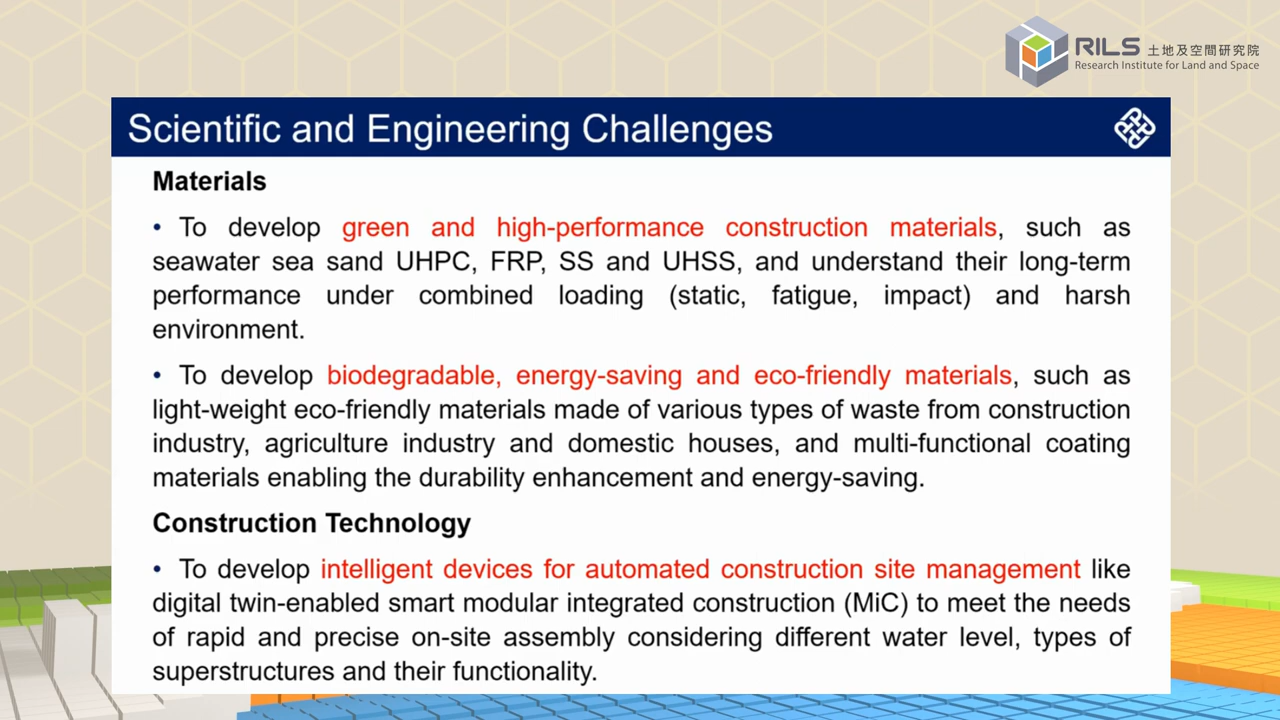 RILS 土地及空間研究院
Research Institute for Land and Space
Scientific and Engineering Challenges
Materials
• To develop green and high-performance construction materials, such as
seawater sea sand UHPC, FRP, SS and UHSS, and understand their long-term
performance under combined loading (static, fatigue, impact) and harsh
environment.
• To develop biodegradable, energy-saving and eco-friendly materials, such as
light-weight eco-friendly materials made of various types of waste from construction
industry, agriculture industry and domestic houses, and multi-functional coating
materials enabling the durability enhancement and energy-saving.
Construction Technology
• To develop intelligent devices for automated construction site management like
digital twin-enabled smart modular integrated construction (MiC) to meet the needs
of rapid and precise on-site assembly considering different water level, types of
superstructures and their functionality.